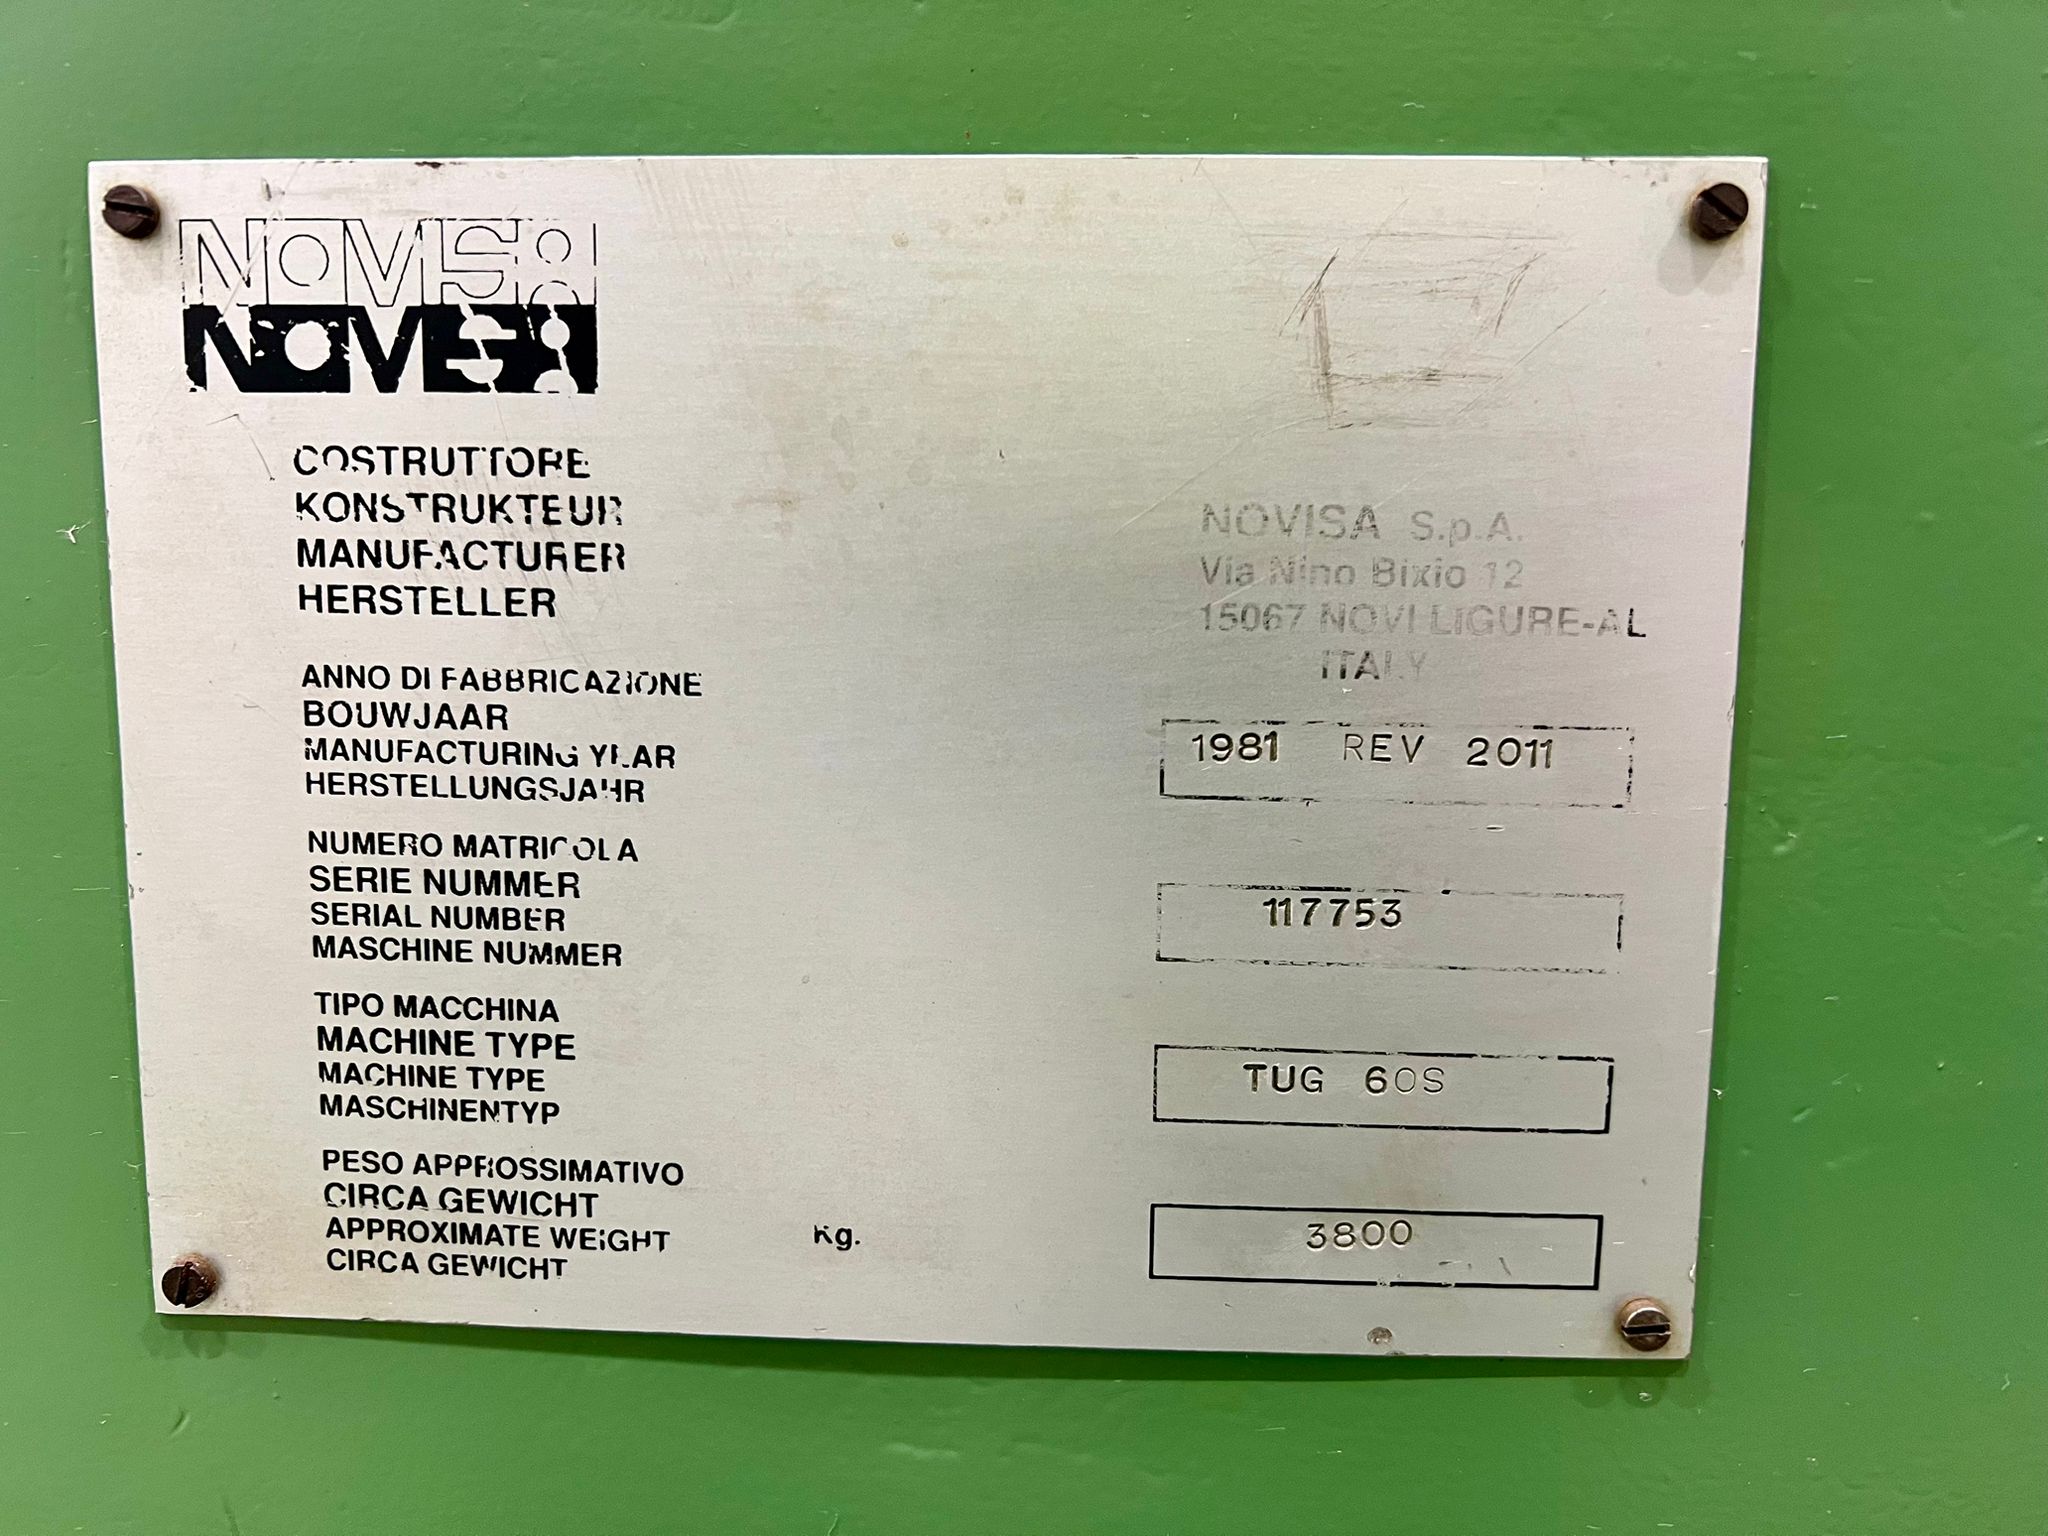 NOVISA
NOVISA
COSTRUTTORE
KONSTRUKTEUR
MANUFACTURER
HERSTELLER
NOVISA S.p.A.
Via Nino Bixio 12
15067 NOVI LIGURE-AL
ITALY
ANNO DI FABBRICAZIONE
BOUWJAAR
MANUFACTURING YEAR
HERSTELLUNGSJAHR
1981 REV 2011
NUMERO MATRICOLA
SERIE NUMMER
SERIAL NUMBER
MASCHINE NUMMER
117753
TIPO MACCHINA
MACHINE TYPE
MACHINE TYPE
MASCHINENTYP
TUG 60S
PESO APPROSSIMATIVO
CIRCA GEWICHT
APPROXIMATE WEIGHT
CIRCA GEWICHT
Kg.
3800